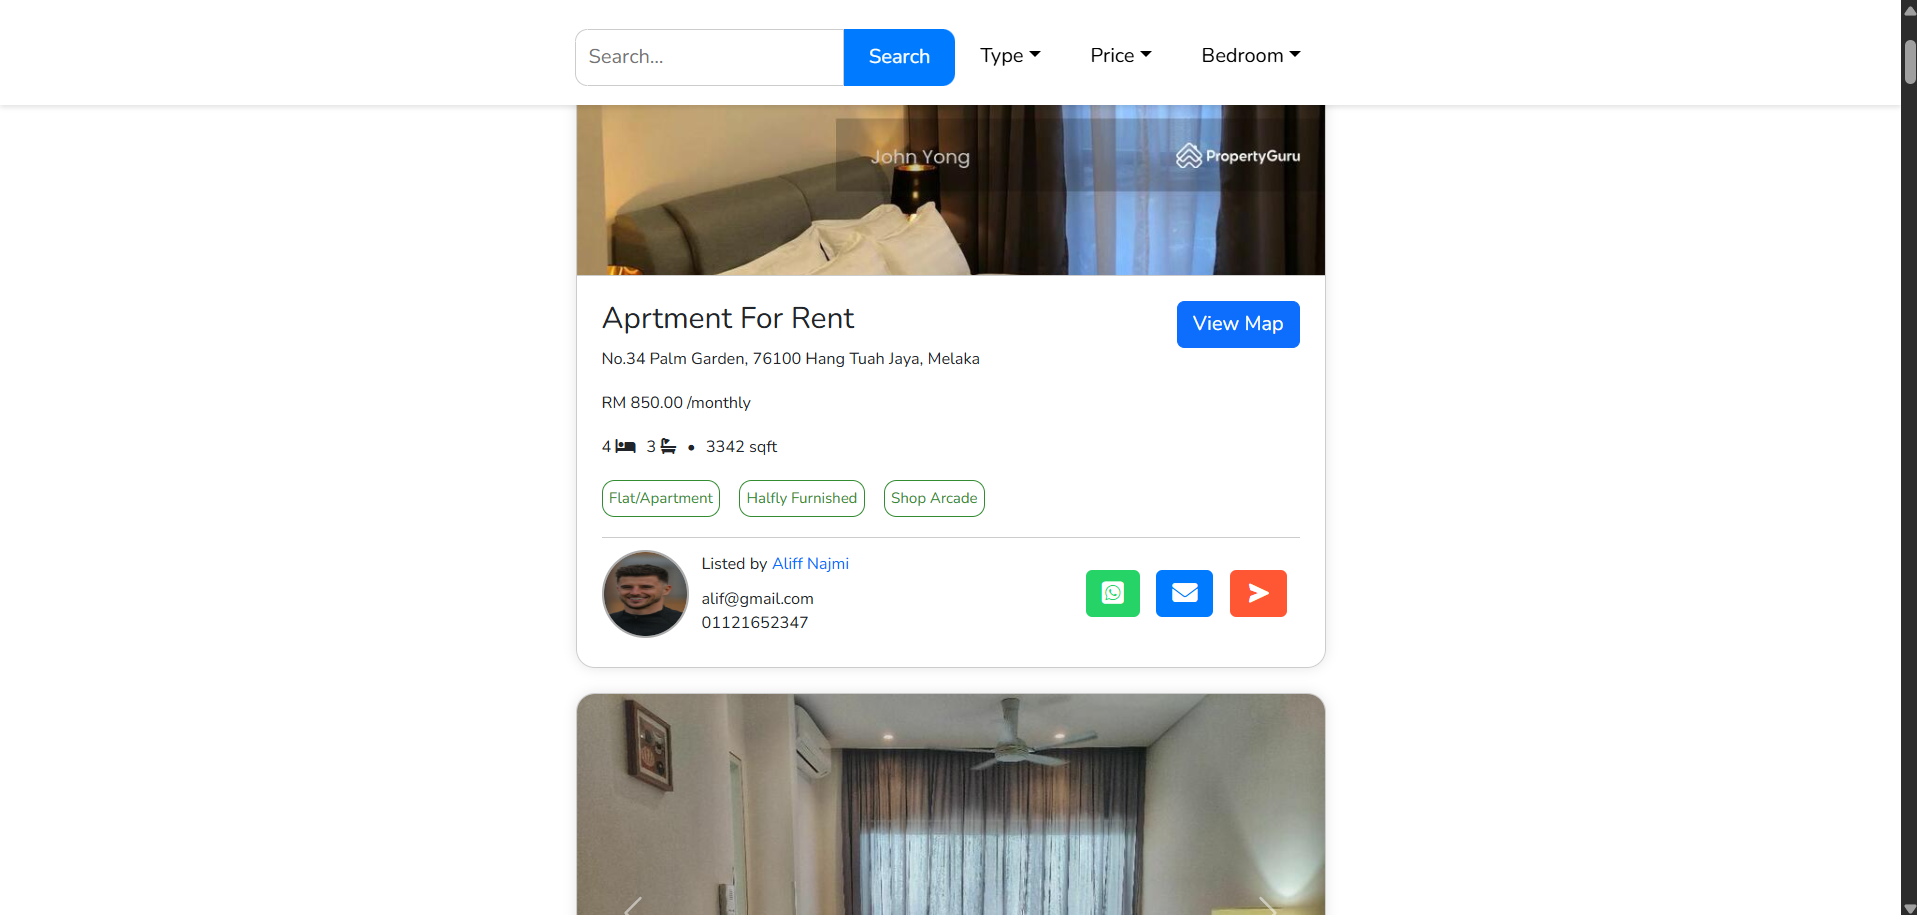 Search...
Search
Type
Price
Bedroom
John Yong
PropertyGuru
Aprtment For Rent
View Map
No.34 Palm Garden, 76100 Hang Tuah Jaya, Melaka
RM 850.00 /monthly
4 3 • 3342 sqft
Flat/Apartment
Halfly Furnished
Shop Arcade
Listed by Aliff Najmi
alif@gmail.com
01121652347